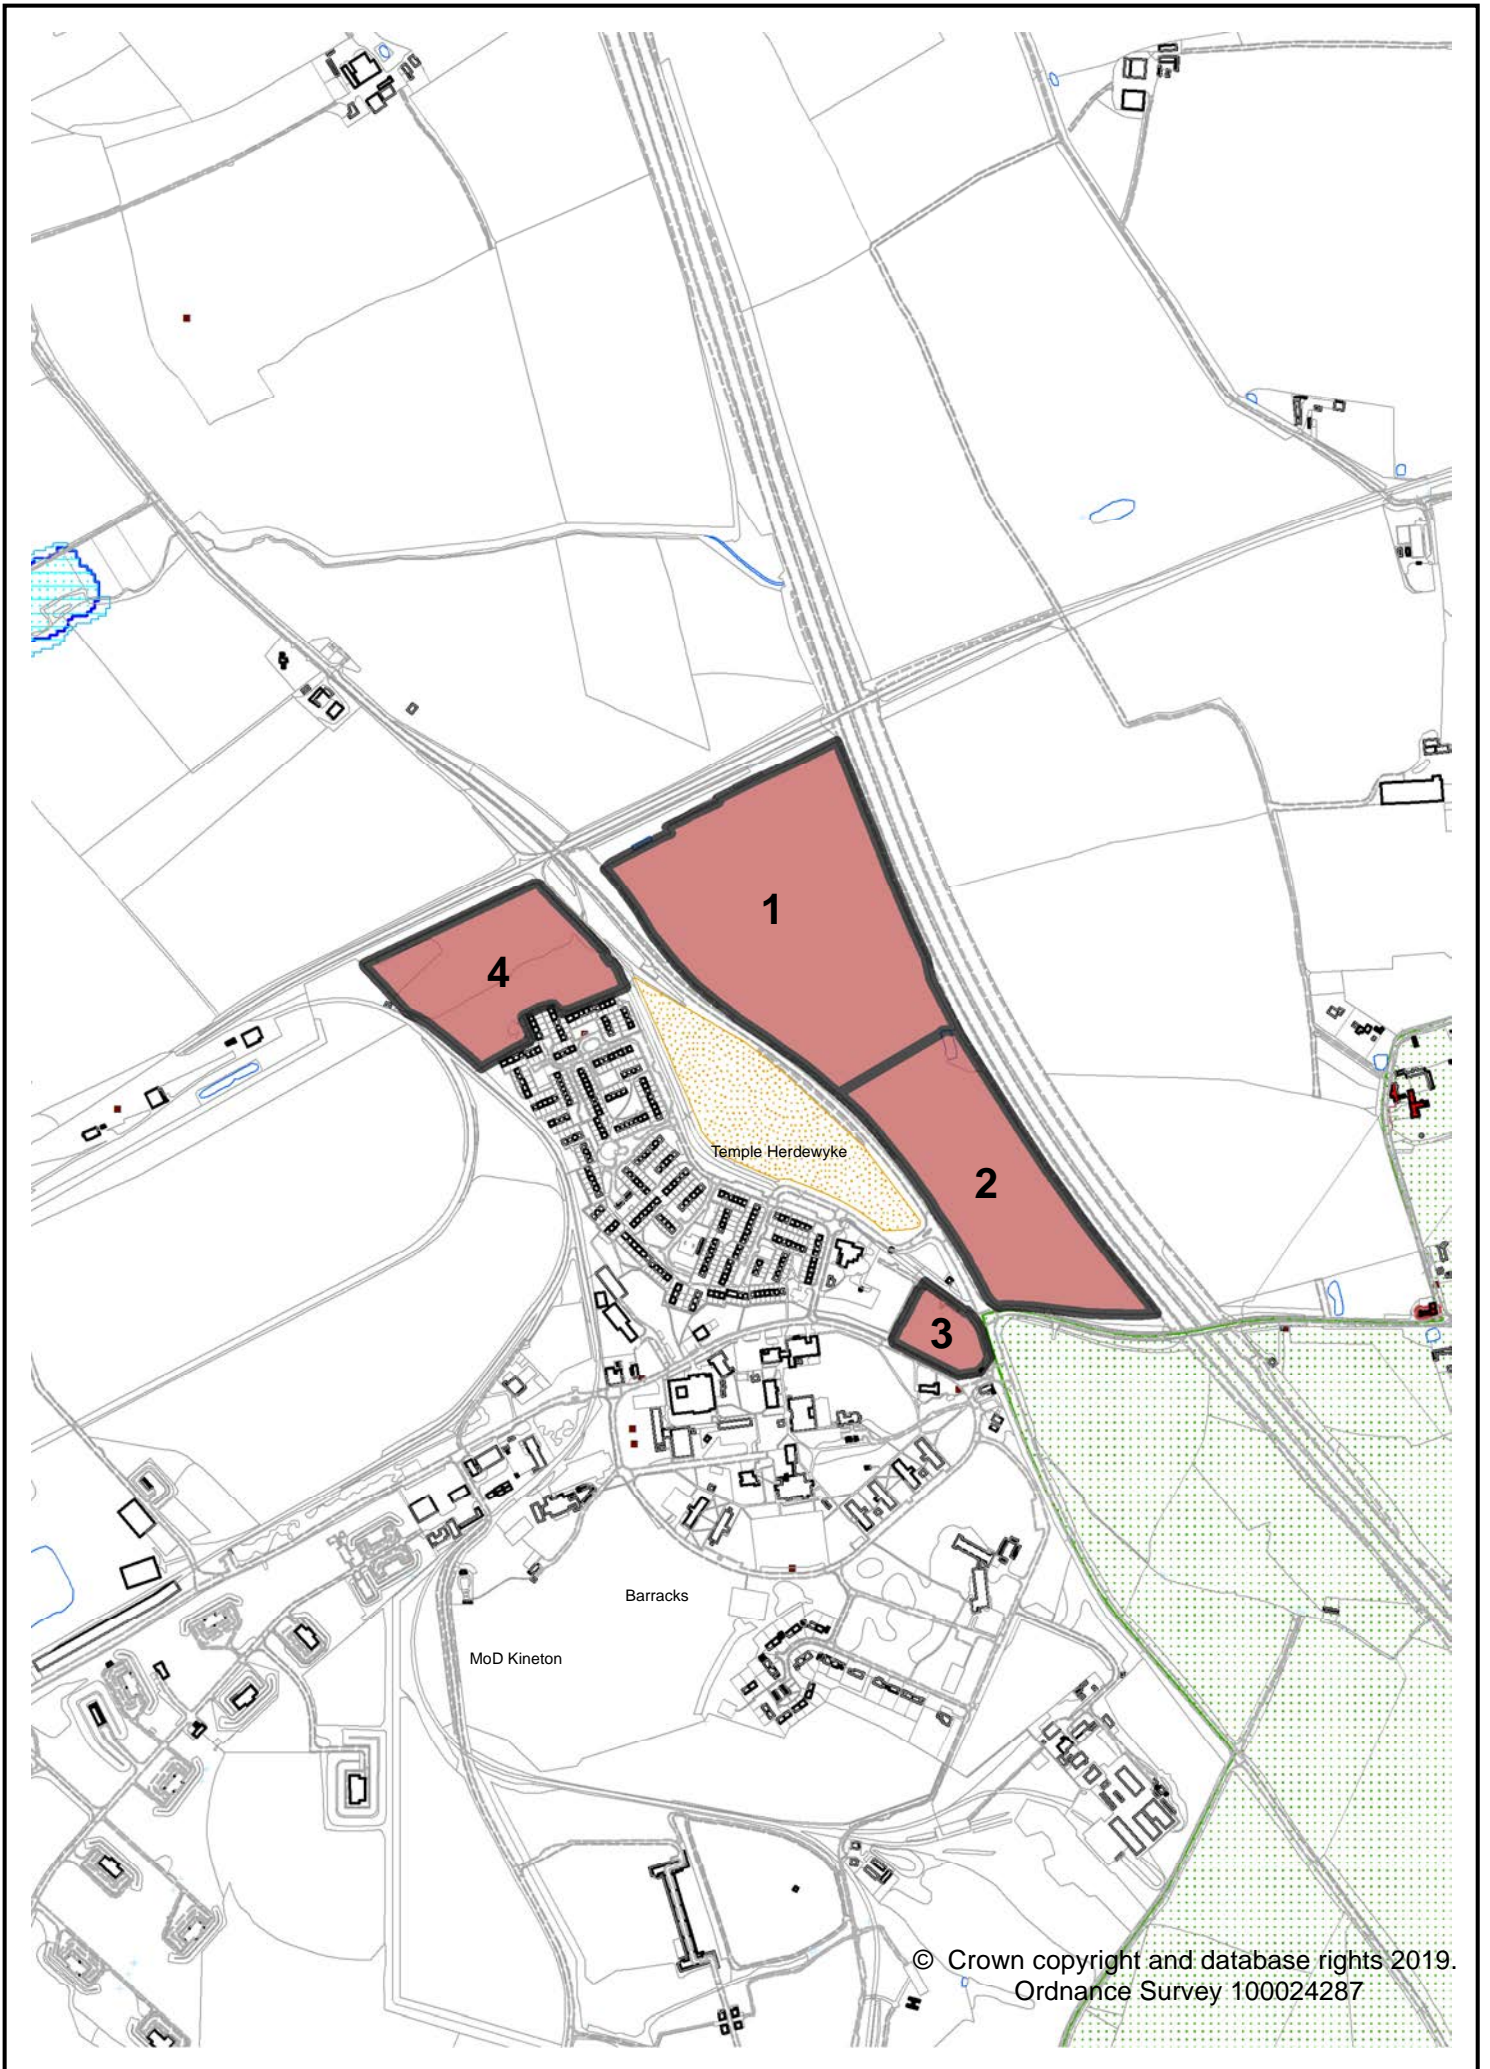 1
4
Temple Herdewyke
2
3
Barracks
MoD Kineton
© Crown copyright and database rights 2019.
Ordnance Survey 100024287